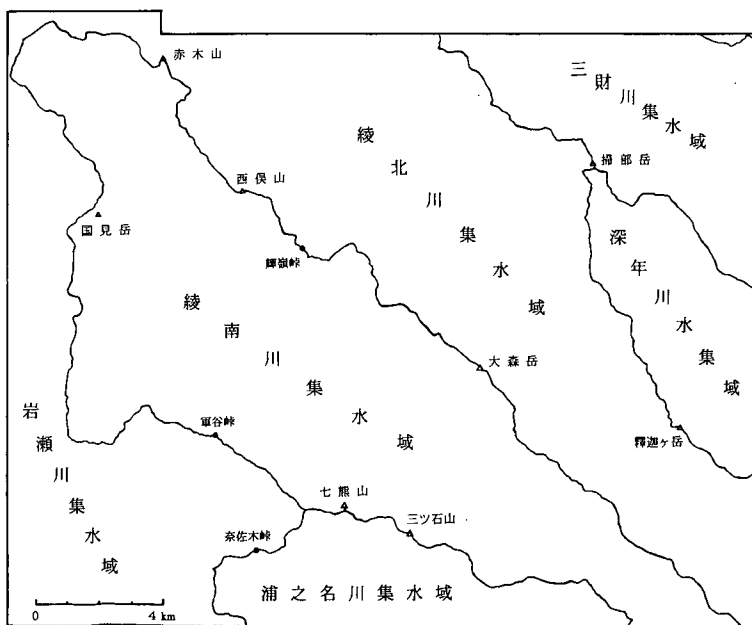 赤木山
三財川集水域
綾北川集水域
掃部岳
西俣山
国見岳
輝嶺峠
深年川水集域
綾南川集水域
大森岳
岩瀬川集水域
軍谷峠
釋迦ヶ岳
七熊山
三ツ石山
奈佐木峠
浦之名川集水域
0 4 km